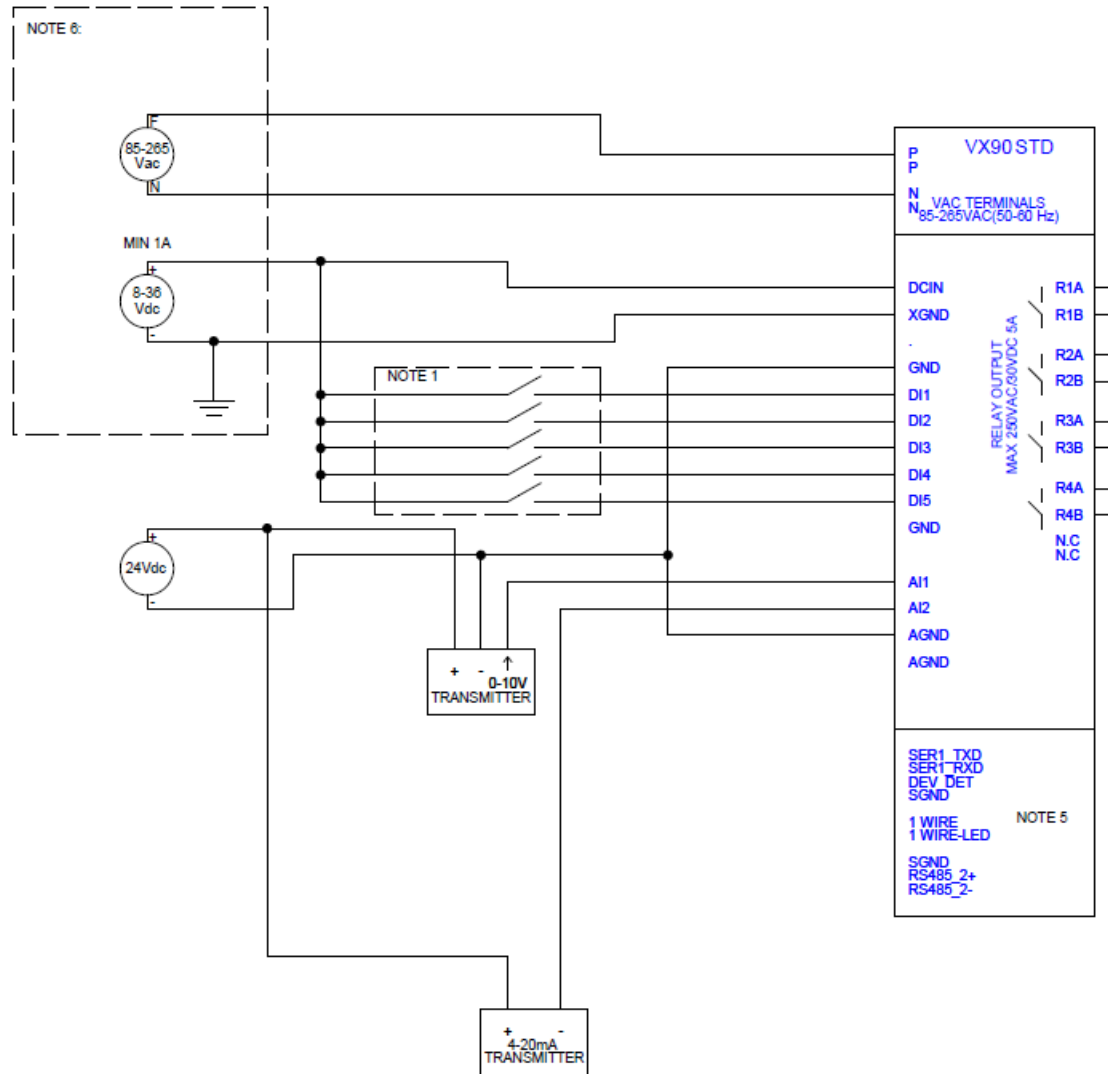 NOTE 6:
F
85-265
Vac
N
MIN 1A
+
8-36
Vdc
-
NOTE 1
+
24Vdc
-
+ - ↑
0-10V
TRANSMITTER
+ -
4-20mA
TRANSMITTER
VX90 STD
P
P
N
N
VAC TERMINALS
85-265VAC(50-60 Hz)
DCIN
XGND
.
GND
DI1
DI2
DI3
DI4
DI5
GND
AI1
AI2
AGND
AGND
RELAY OUTPUT
MAX 250VAC/30VDC 5A
R1A
R1B
R2A
R2B
R3A
R3B
R4A
R4B
N.C
N.C
SER1_TXD
SER1_RXD
DEV_DET
SGND
1 WIRE
1 WIRE-LED
SGND
RS485_2+
RS485_2-
NOTE 5